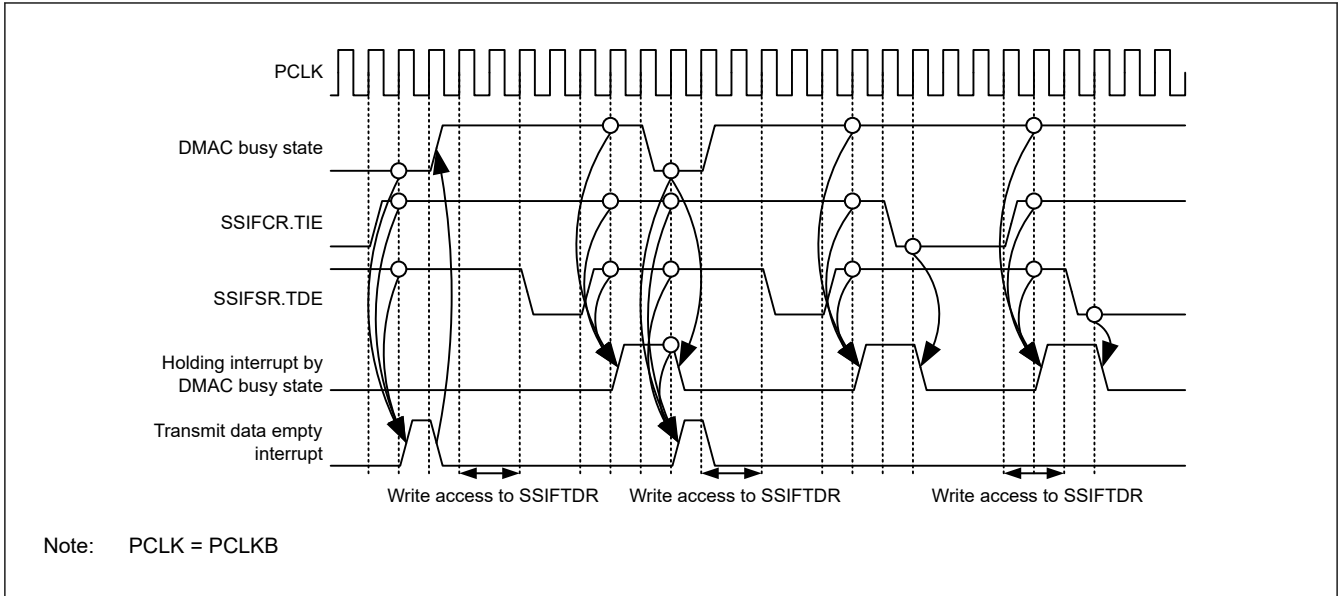 PCLK
DMAC busy state
SSIFCR.TIE
SSIFSR.TDE
Holding interrupt by
DMAC busy state
Transmit data empty
interrupt
Write access to SSIFTDR Write access to SSIFTDR Write access to SSIFTDR
Note: PCLK = PCLKB